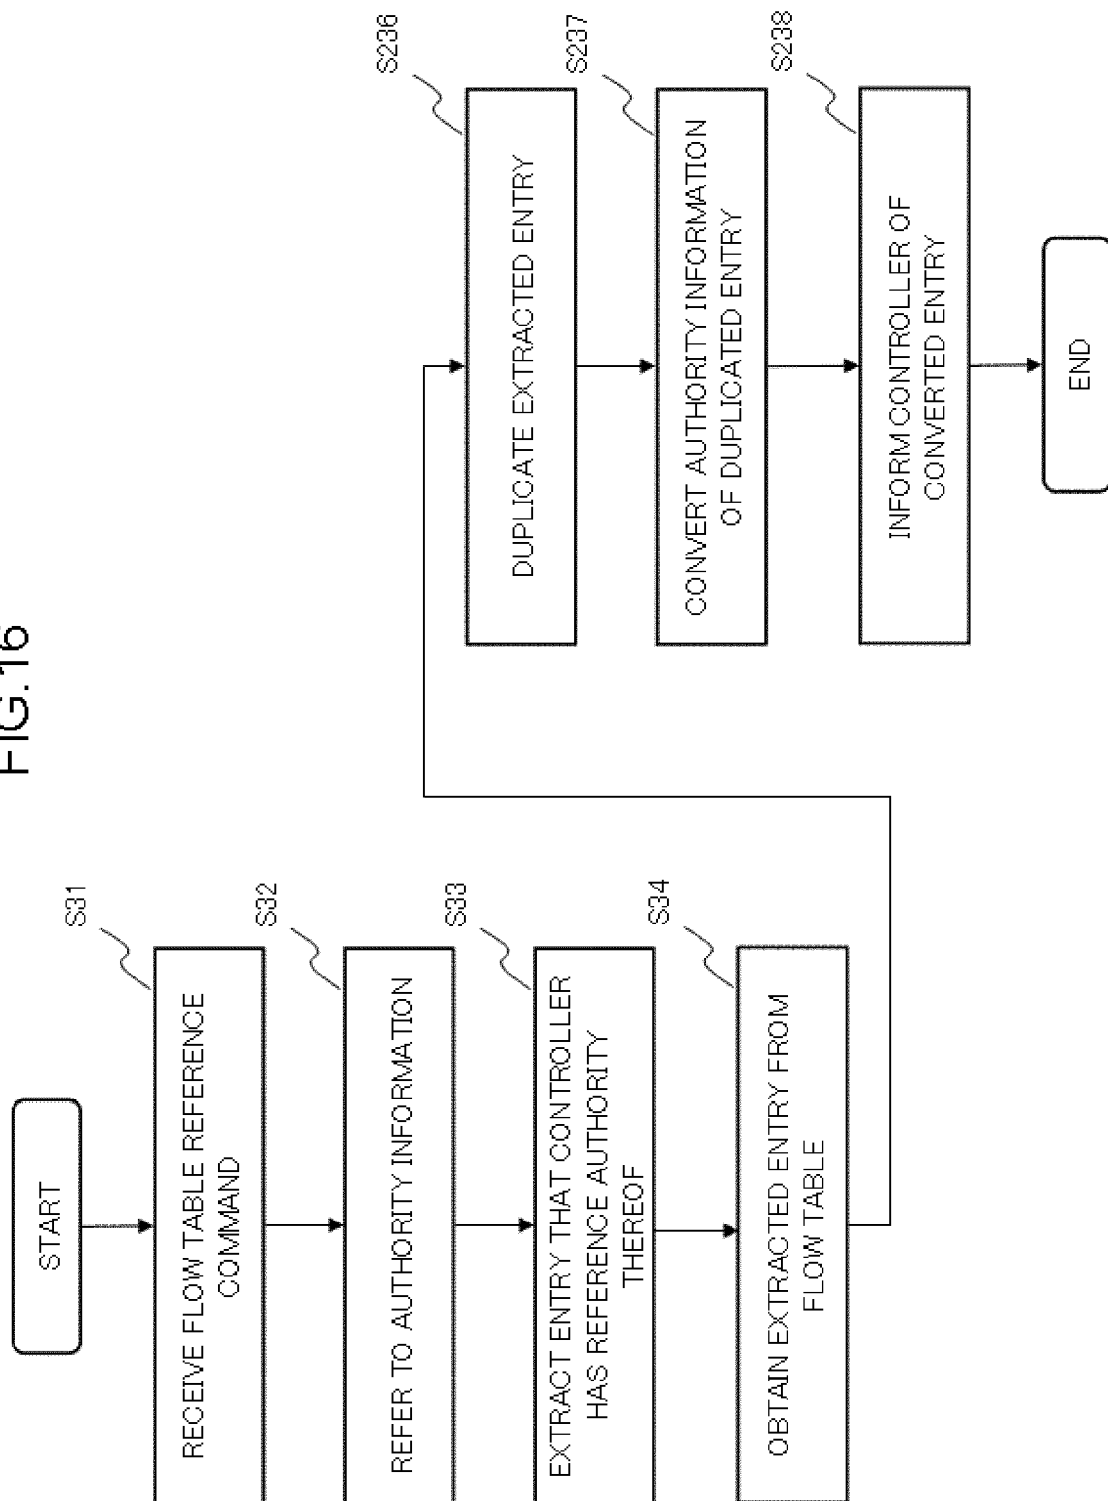 FIG.16
START
S31
RECEIVE FLOW TABLE REFERENCE
COMMAND
S32
REFER TO AUTHORITY INFORMATION
S33
EXTRACT ENTRY THAT CONTROLLER
HAS REFERENCE AUTHORITY
THEREOF
S34
OBTAIN EXTRACTED ENTRY FROM
FLOW TABLE
S236
DUPLICATE EXTRACTED ENTRY
S237
CONVERT AUTHORITY INFORMATION
OF DUPLICATED ENTRY
S238
INFORM CONTROLLER OF
CONVERTED ENTRY
END